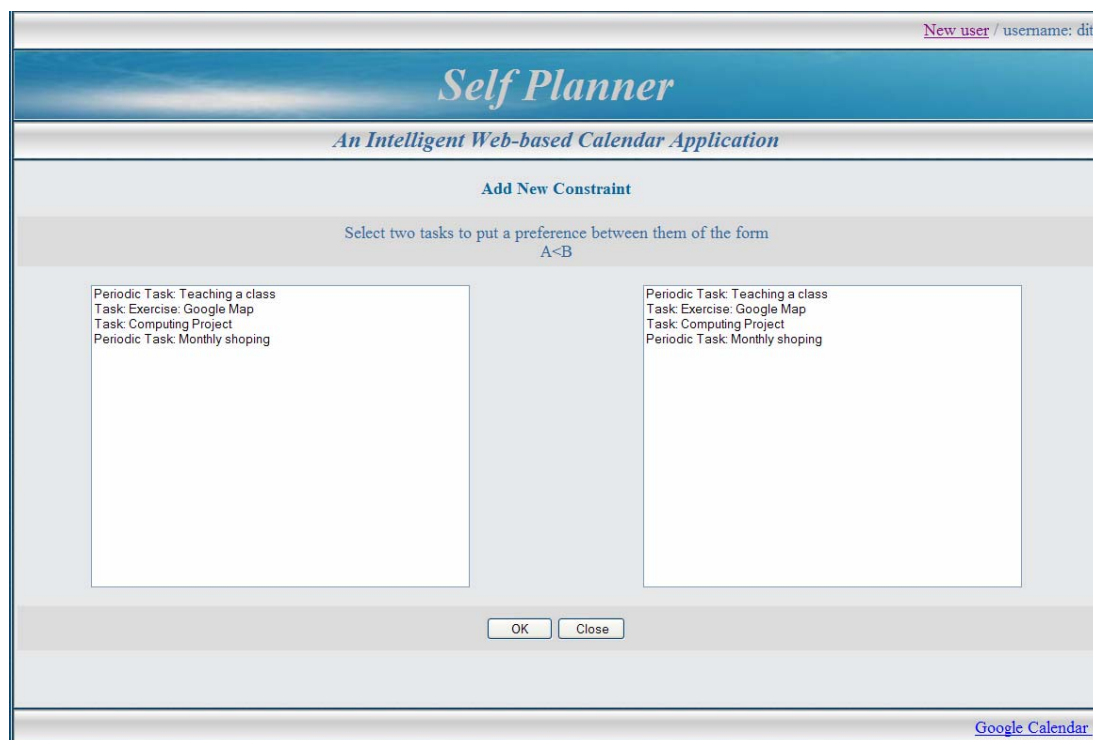 New user / username: dit
Self Planner
An Intelligent Web-based Calendar Application
Add New Constraint
Select two tasks to put a preference between them of the form
A<B
Periodic Task: Teaching a class
Task: Exercise: Google Map
Task: Computing Project
Periodic Task: Monthly shoping
Periodic Task: Teaching a class
Task: Exercise: Google Map
Task: Computing Project
Periodic Task: Monthly shoping
OK Close
Google Calendar